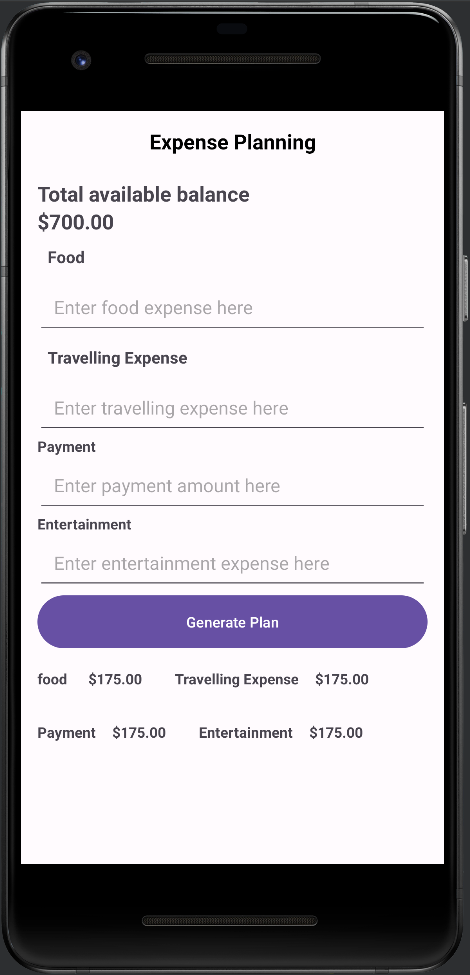 Expense Planning
Total available balance
$700.00
Food
Enter food expense here
Travelling Expense
Enter travelling expense here
Payment
Enter payment amount here
Entertainment
Enter entertainment expense here
Generate Plan
food $175.00 Travelling Expense $175.00
Payment $175.00 Entertainment $175.00